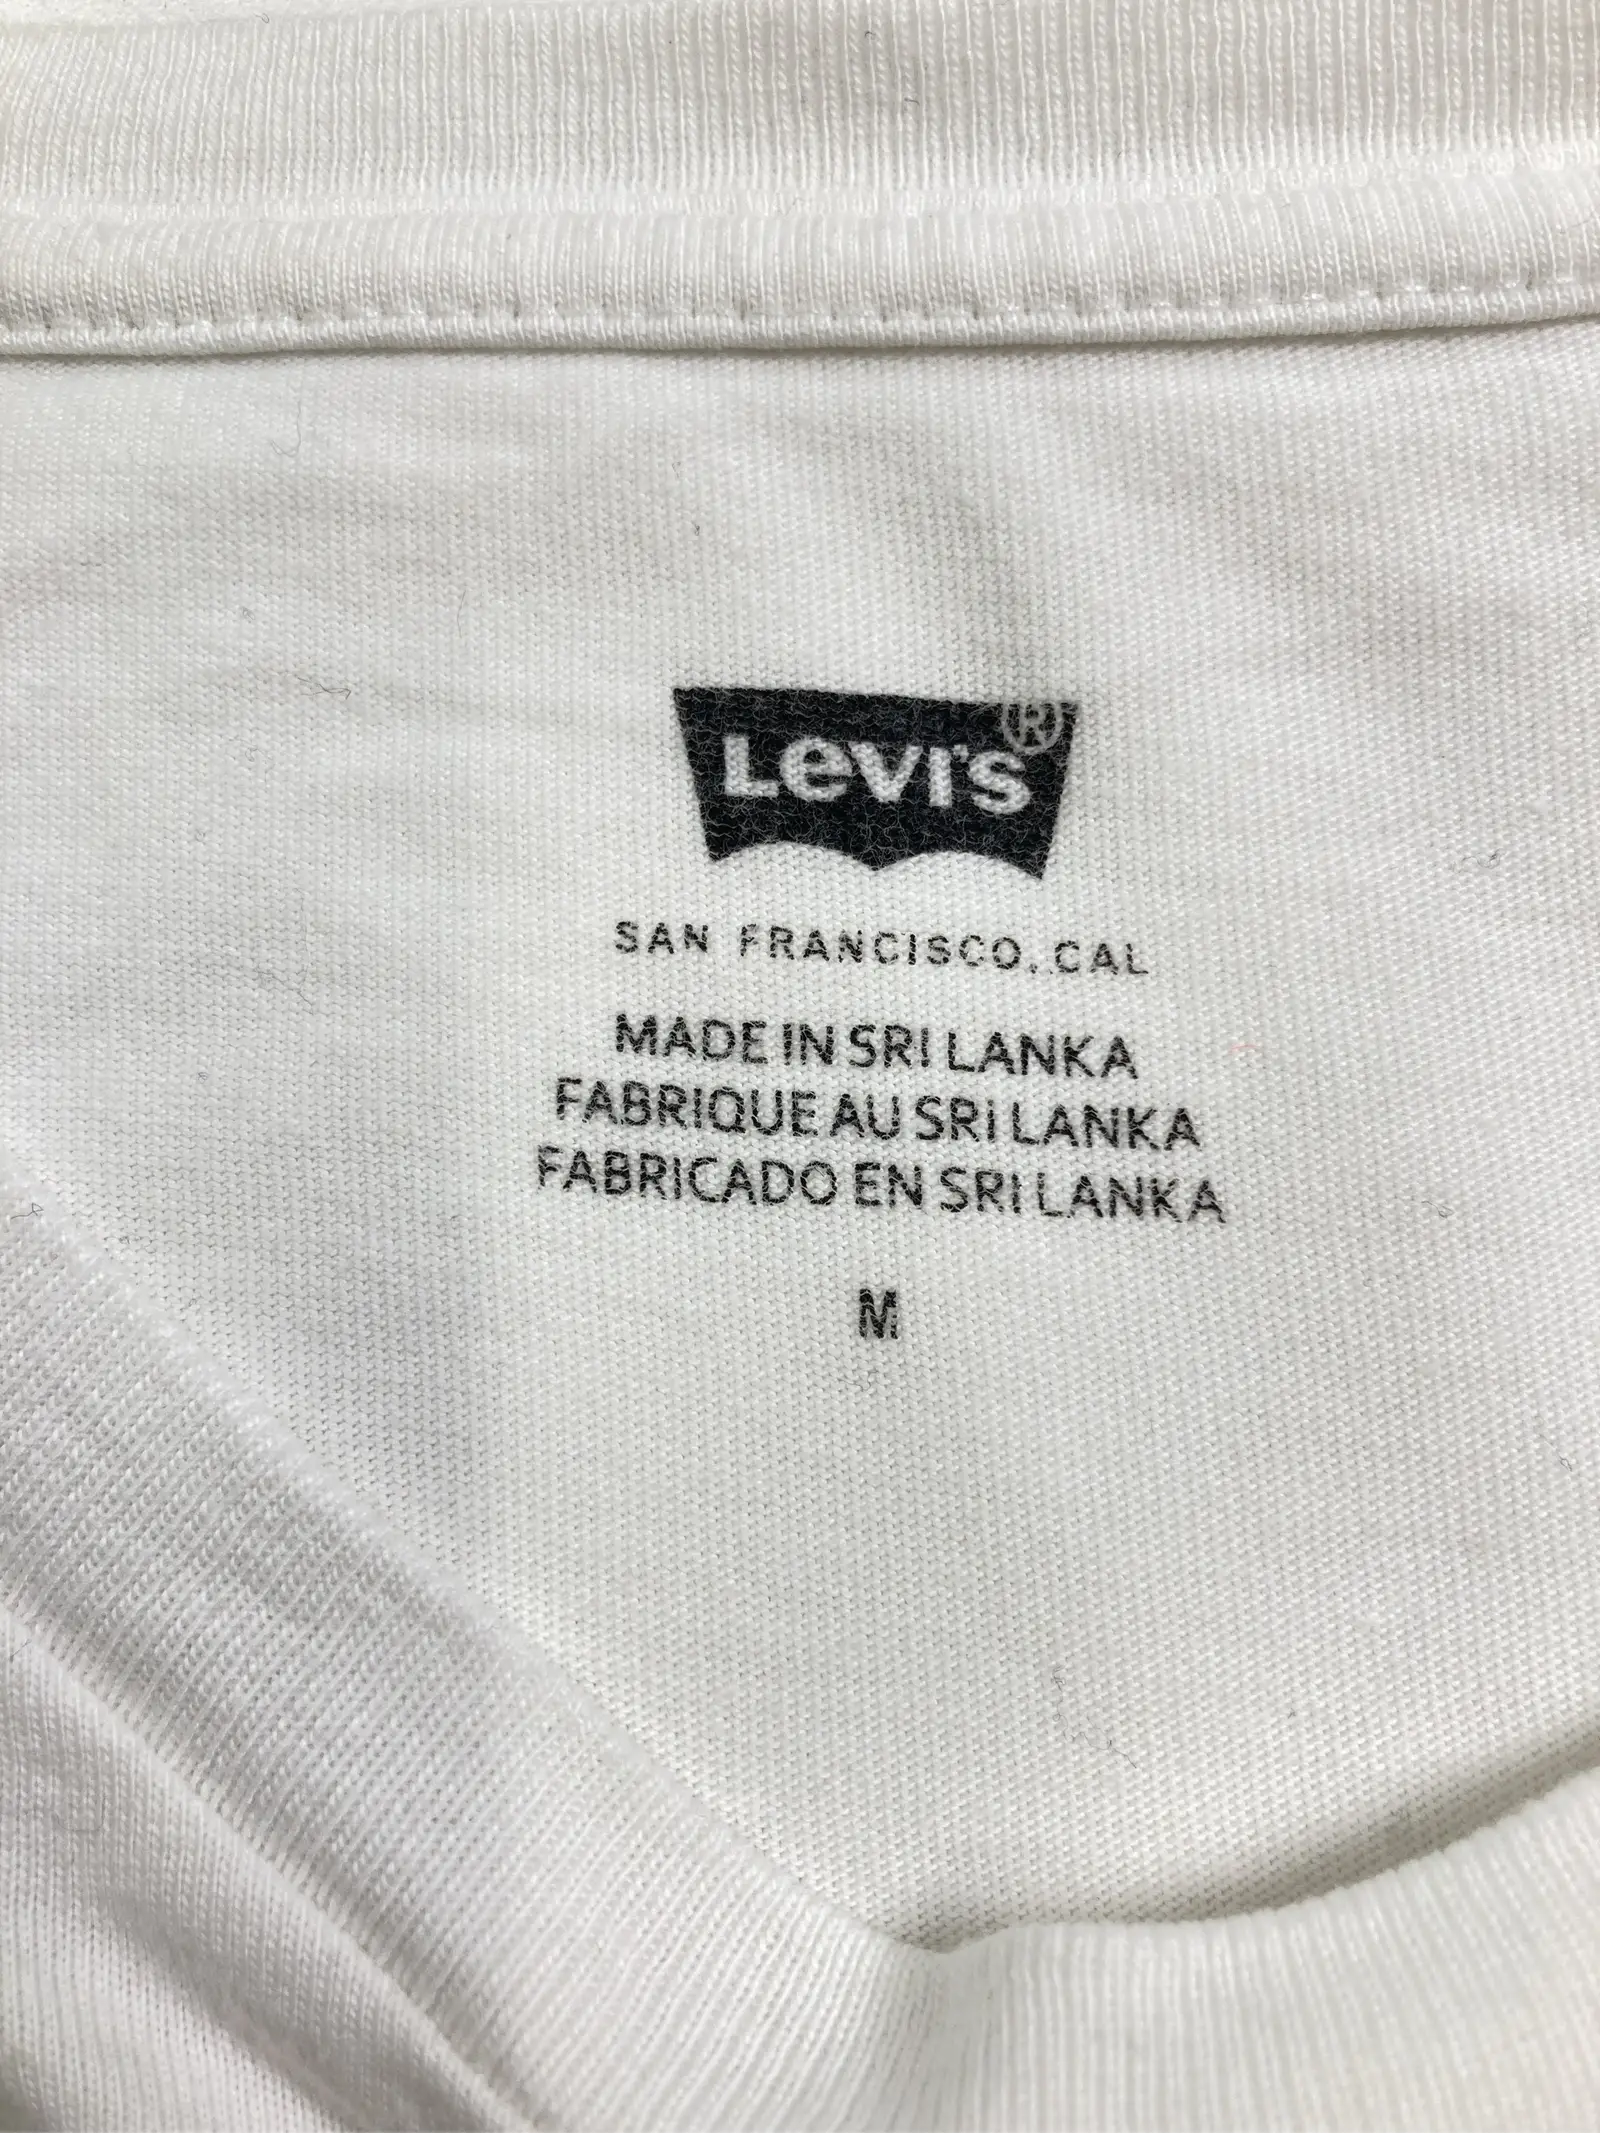 Levi's®
SAN FRANCISCO, CAL
MADE IN SRI LANKA
FABRIQUE AU SRI LANKA
FABRICADO EN SRI LANKA
M